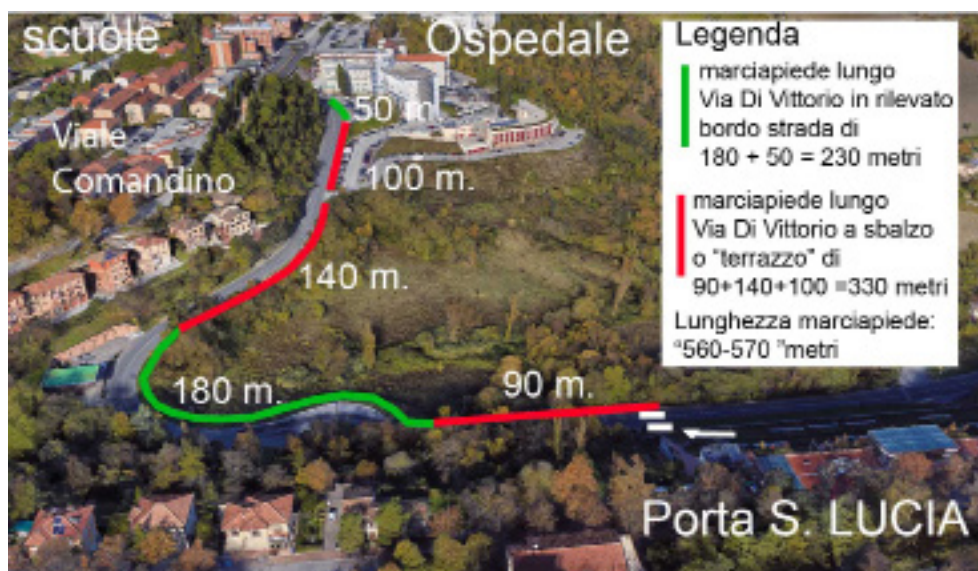 scuole
Ospedale
Viale
Comandino
50 m.
100 m.
140 m.
180 m.
90 m.
Porta S. LUCIA
Legenda
marciapiede lungo
Via Di Vittorio in rilevato
bordo strada di
180 + 50 = 230 metri
marciapiede lungo
Via Di Vittorio a sbalzo
o "terrazzo" di
90+140+100 =330 metri
Lunghezza marciapiede:
"560-570 "metri